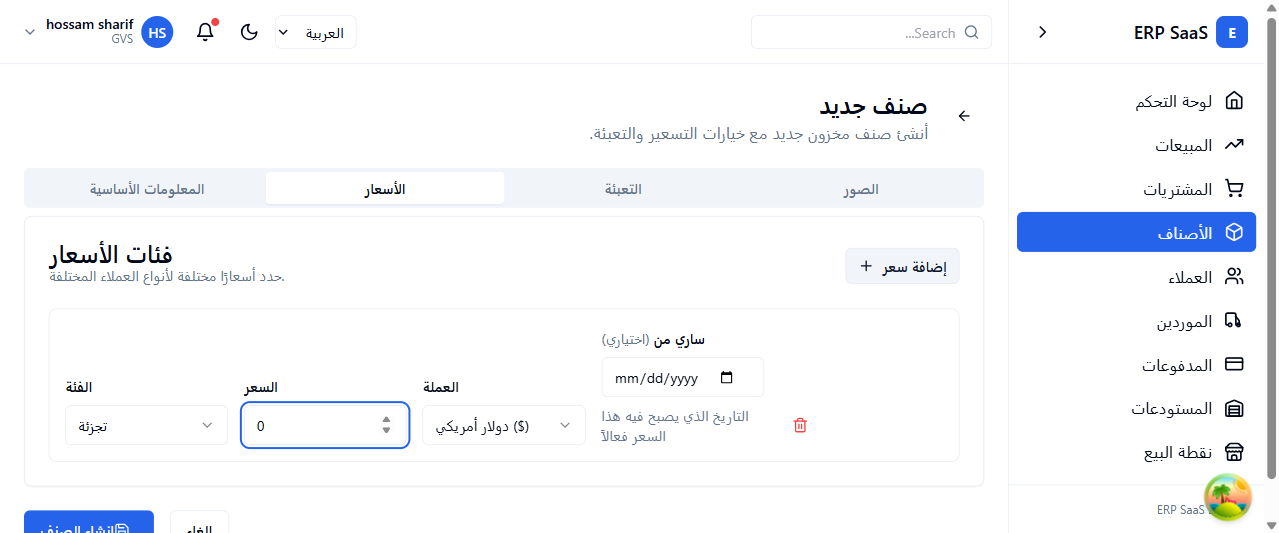 ERP SaaS
E
Search...
العربية
HS
hossam sharif
GVS
لوحة التحكم
المبيعات
المشتريات
الأصناف
العملاء
الموردين
المدفوعات
المستودعات
نقطة البيع
ERP SaaS
صنف جديد
أنشئ صنف مخزون جديد مع خيارات التسعير والتعبئة.
المعلومات الأساسية
الأسعار
التعبئة
الصور
فئات الأسعار
حدد أسعارًا مختلفة لأنواع العملاء المختلفة.
إضافة سعر
الفئة
تجزئة
السعر
0
العملة
($) دولار أمريكي
ساري من (اختياري)
mm/dd/yyyy
التاريخ الذي يصبح فيه هذا
السعر فعالاً
إنشاء الصنف
إلغاء